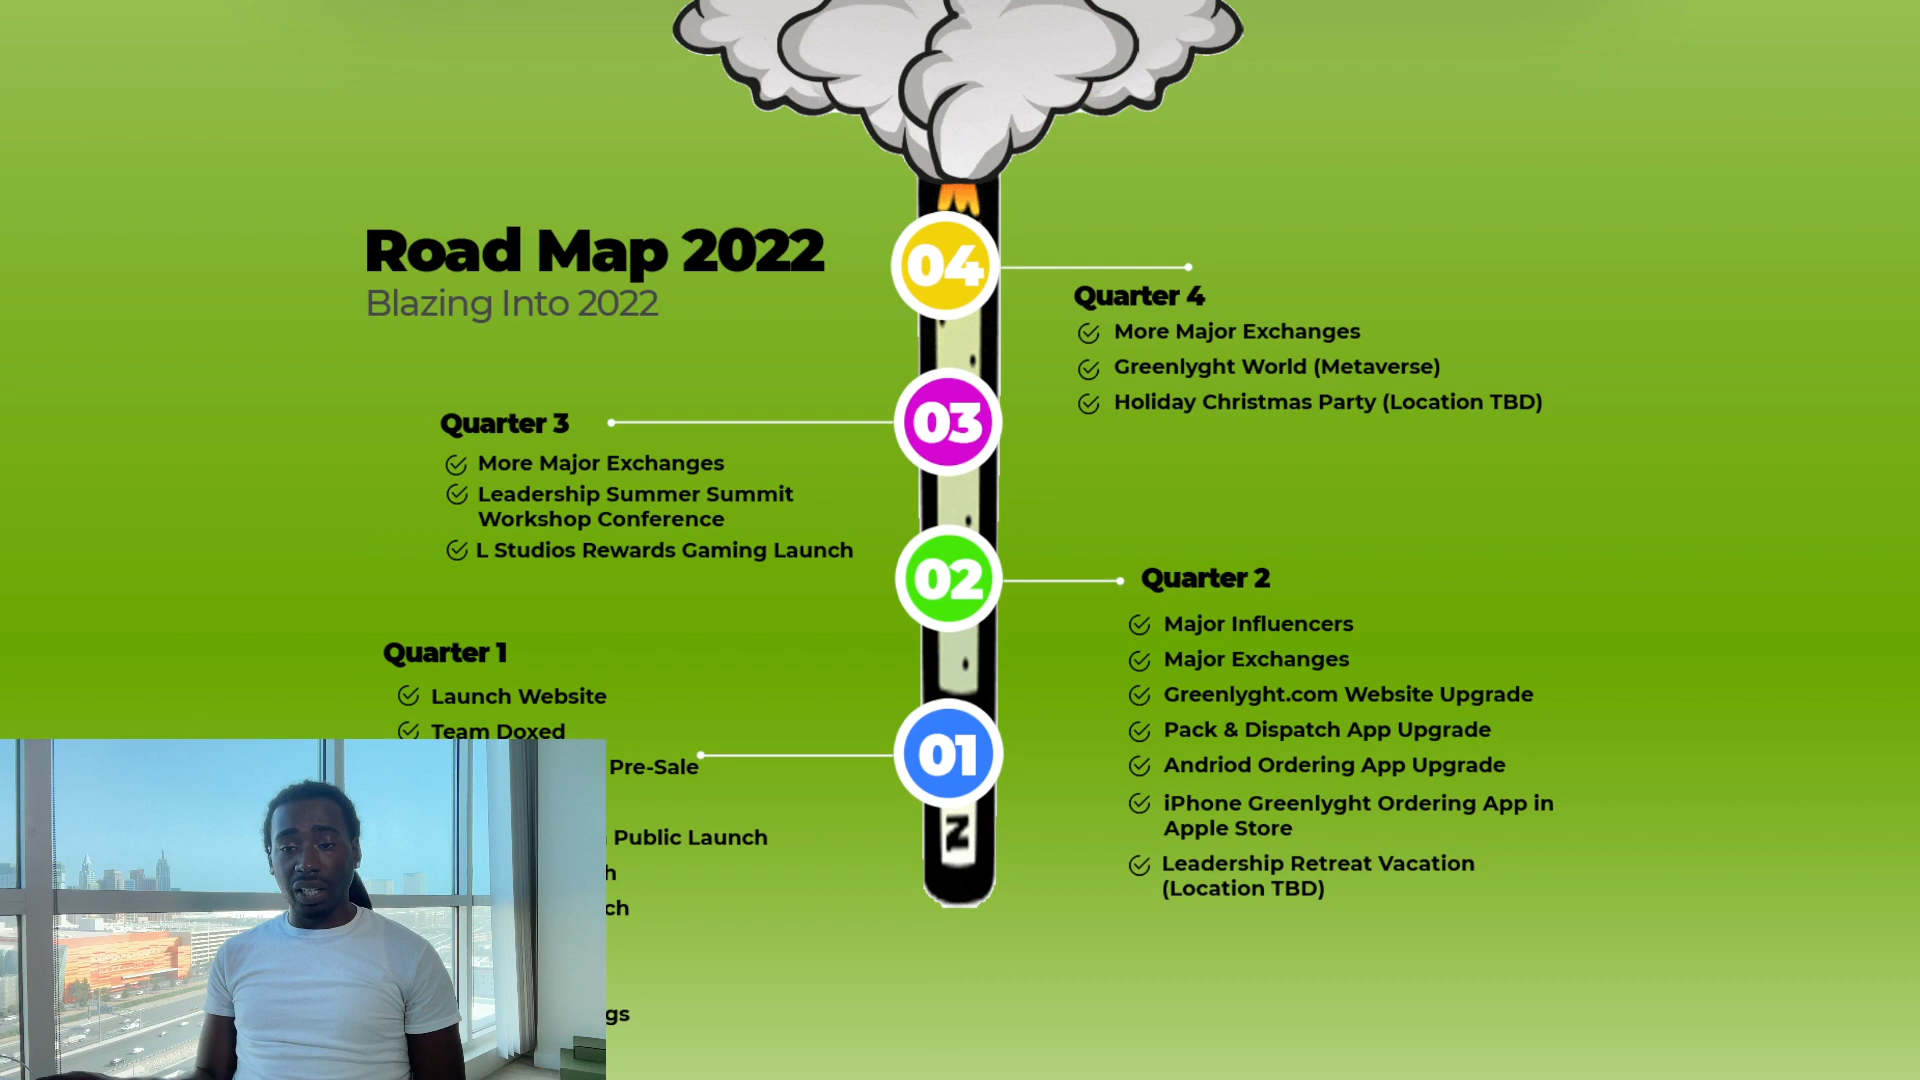 Road Map 2022
Blazing Into 2022
04
Quarter 4
More Major Exchanges
Greenlyght World (Metaverse)
Holiday Christmas Party (Location TBD)
03
Quarter 3
More Major Exchanges
Leadership Summer Summit
Workshop Conference
L Studios Rewards Gaming Launch
02
Quarter 2
Major Influencers
Major Exchanges
Greenlyght.com Website Upgrade
Pack & Dispatch App Upgrade
Andriod Ordering App Upgrade
iPhone Greenlyght Ordering App in
Apple Store
Leadership Retreat Vacation
(Location TBD)
01
Quarter 1
Launch Website
Team Doxed
Pre-Sale
Public Launch
N